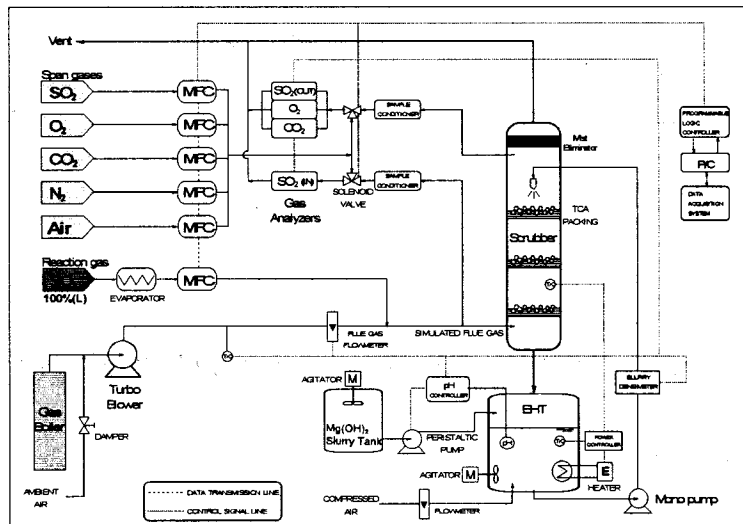 Vent
Span gases
SO₂
O₂
CO₂
N₂
Air
MFC
MFC
MFC
MFC
MFC
SO₂(OUT)
O₂
CO₂
SO₂ (IN)
Gas
Analyzers
SOLENOID
VALVE
SAMPLE
CONDITIONER
SAMPLE
CONDITIONER
Mist
Eliminator
TCA
PACKING
Scrubber
PROGRAMMABLE
LOGIC
CONTROLLER
P/C
DATA
ACQUISITION
SYSTEM
Reaction gas
100%(L)
EVAPORATOR
MFC
FLUE GAS
FLOWMETER
SIMULATED FLUE GAS
Turbo
Blower
Gas
Boiler
DAMPER
AMBIENT
AIR
AGITATOR
M
Mg(OH)₂
Slurry Tank
pH
CONTROLLER
PERISTALTIC
PUMP
EHT
pH
POWER
CONTROLLER
E
HEATER
SLURRY
DENSIMETER
AGITATOR
M
COMPRESSED
AIR
FLOWMETER
Mono pump
DATA TRANSMISSION LINE
CONTROL SIGNAL LINE